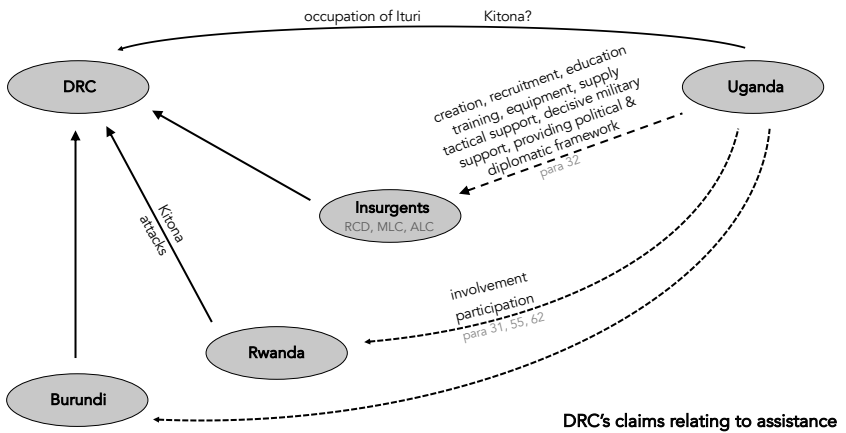 occupation of Ituri Kitona?
DRC
Uganda
creation, recruitment, education
training, equipment, supply
tactical support, decisive military
support, providing political &
diplomatic framework
para 32
Insurgents
RCD, MLC, ALC
Kitona
attacks
involvement
participation
para 31, 55, 62
Rwanda
Burundi
DRC's claims relating to assistance